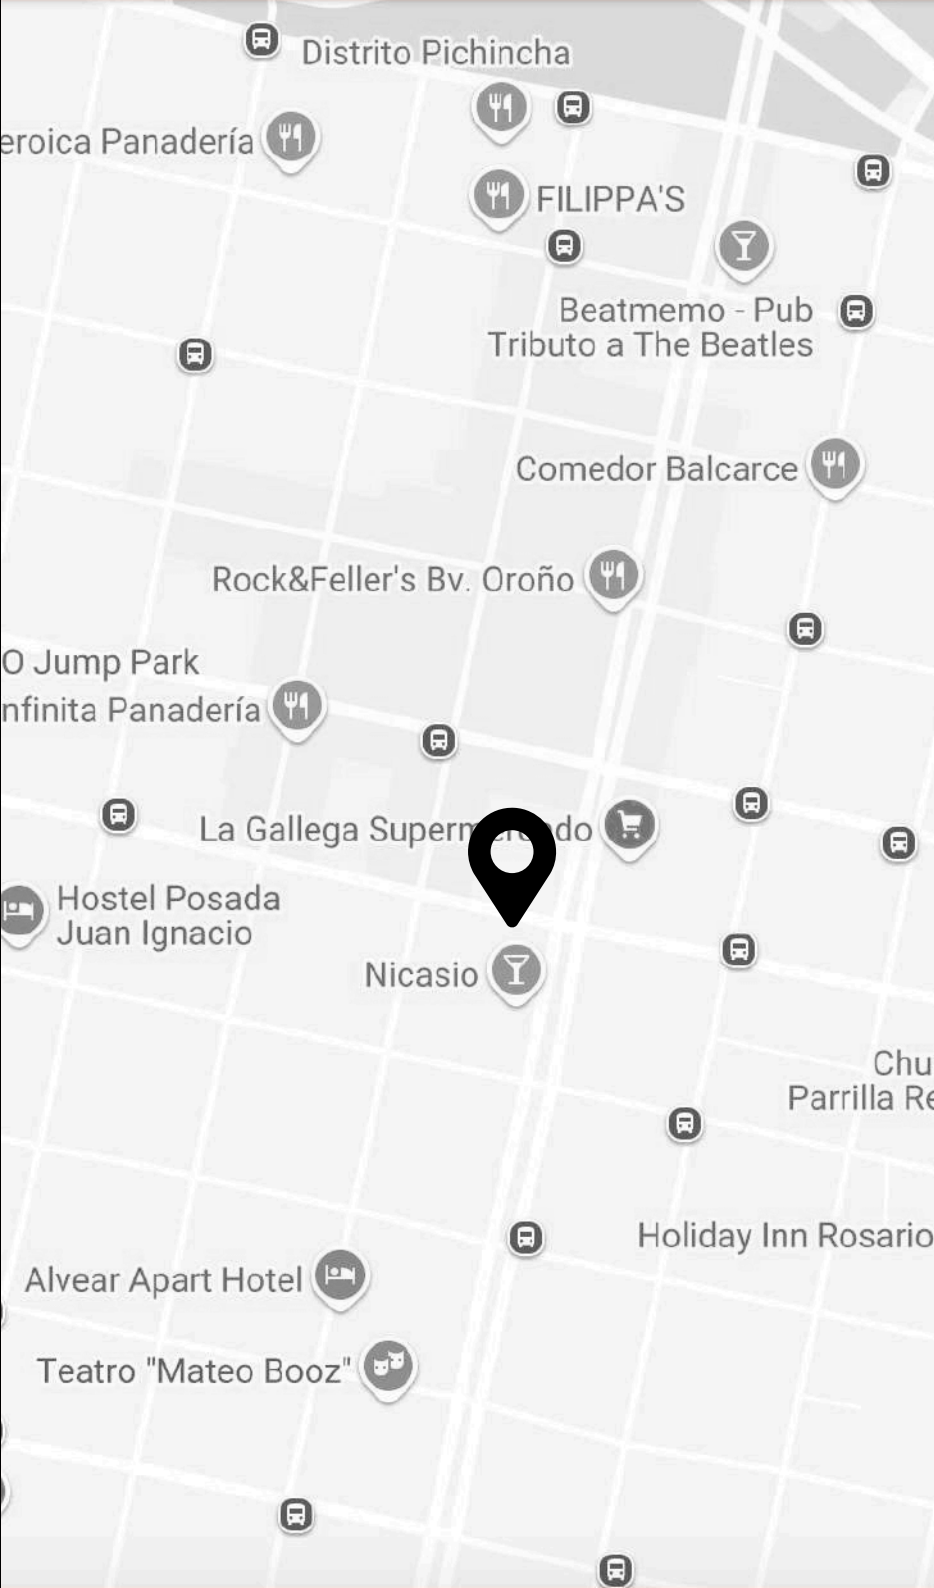 Distrito Pichincha
eroica Panadería
FILIPPA'S
Beatmemo - Pub
Tributo a The Beatles
Comedor Balcarce
Rock&Feller's Bv. Oroño
O Jump Park
nfinita Panadería
La Gallega Supermercado
Hostel Posada
Juan Ignacio
Nicasio
Chu
Parrilla Re
Holiday Inn Rosario
Alvear Apart Hotel
Teatro "Mateo Booz"